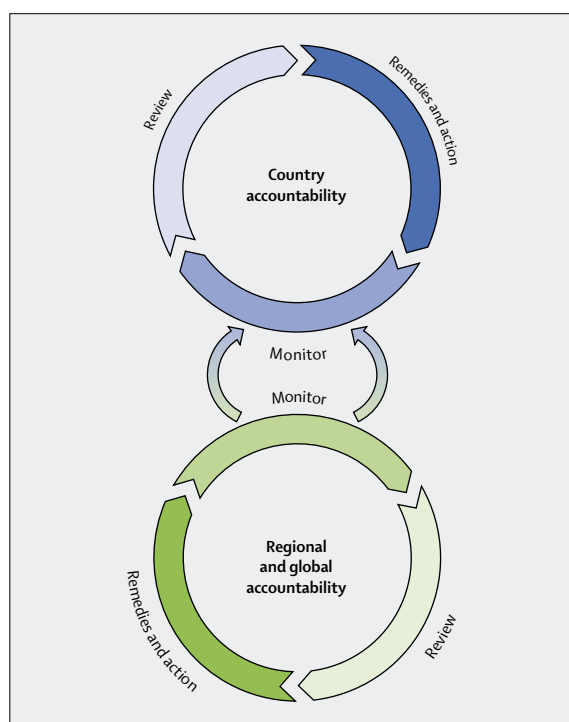 Review
Remedies and action
Country
accountability
Monitor
Monitor
Regional
and global
accountability
Remedies and action
Review